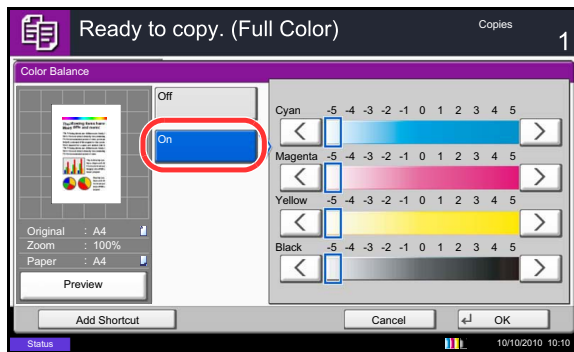 Ready to copy. (Full Color)
Copies
1
Color Balance
Off
On
Cyan -5 -4 -3 -2 -1 0 1 2 3 4 5
Magenta -5 -4 -3 -2 -1 0 1 2 3 4 5
Yellow -5 -4 -3 -2 -1 0 1 2 3 4 5
Black -5 -4 -3 -2 -1 0 1 2 3 4 5
Original : A4
Zoom : 100%
Paper : A4
Preview
Add Shortcut
Cancel
OK
Status
10/10/2010 10:10